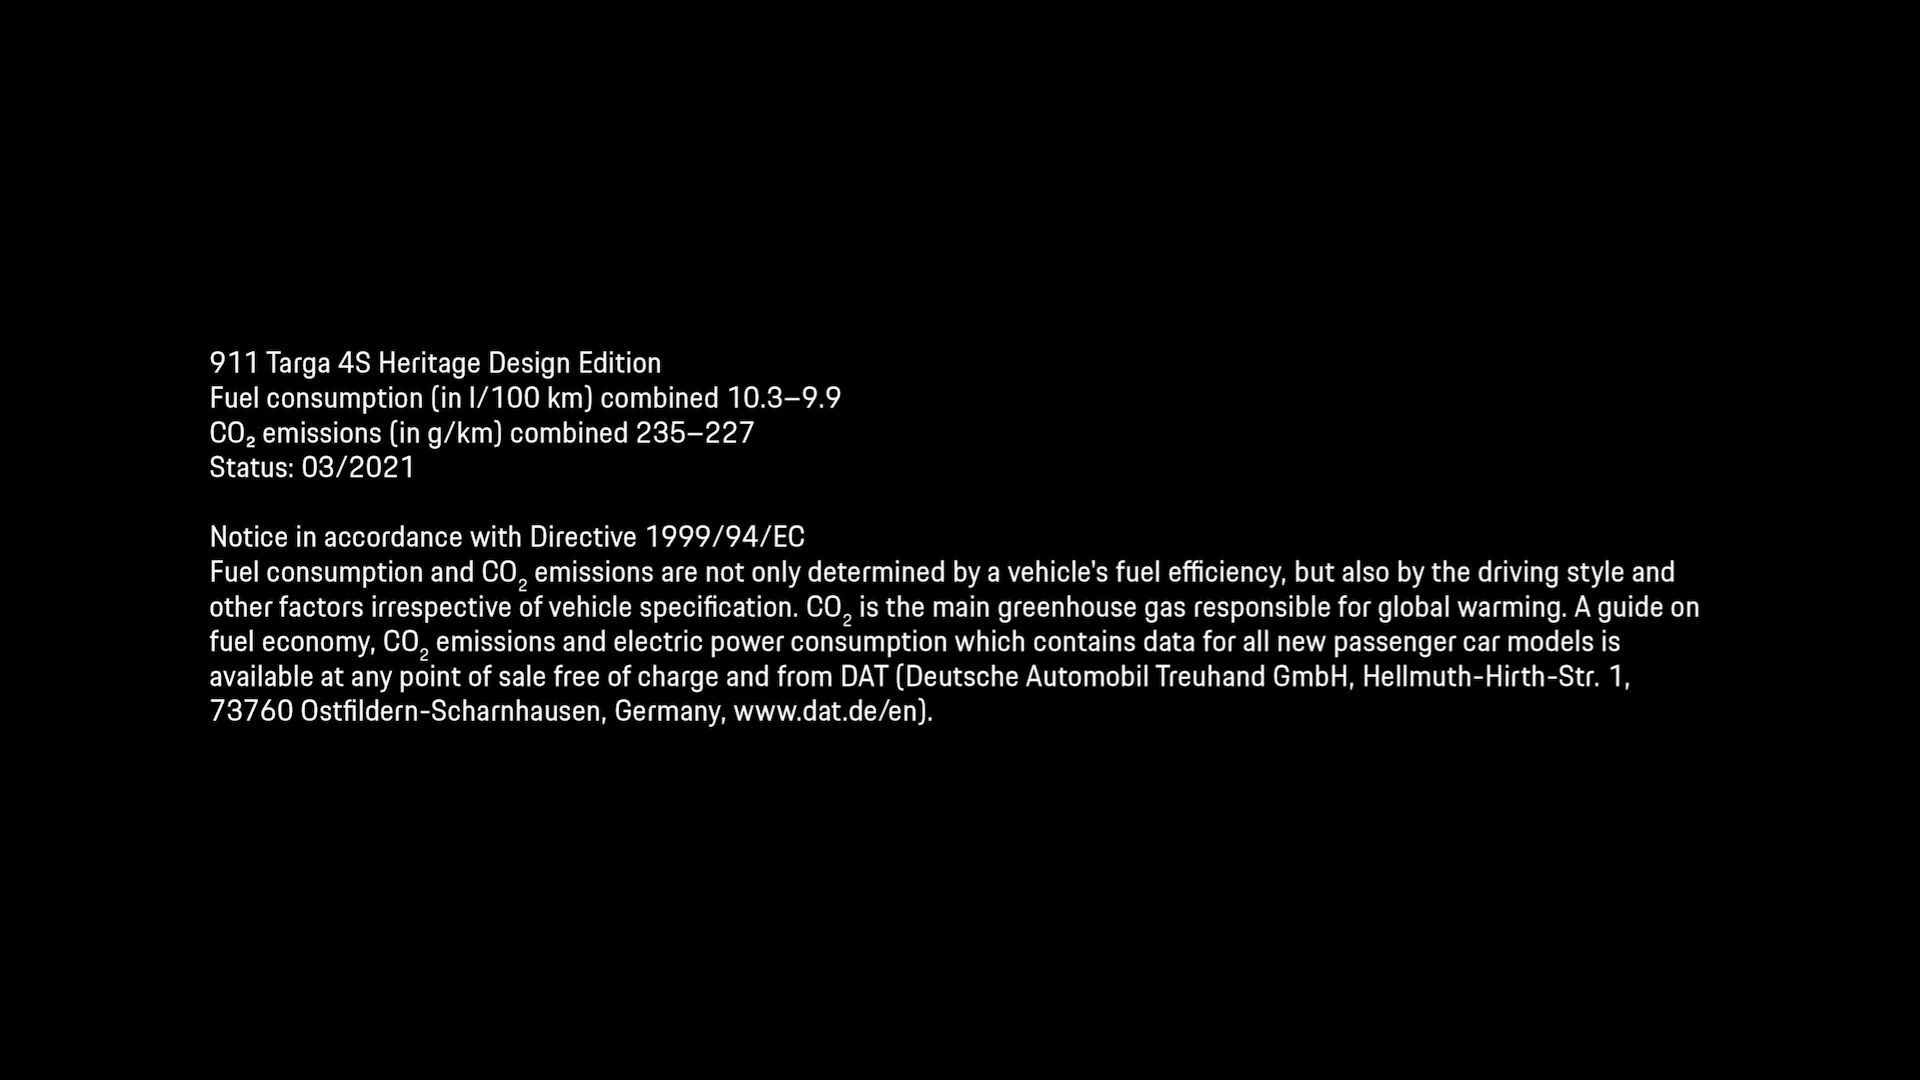 911 Targa 4S Heritage Design Edition
Fuel consumption (in l/100 km) combined 10.3–9.9
CO₂ emissions (in g/km) combined 235–227
Status: 03/2021
Notice in accordance with Directive 1999/94/EC
Fuel consumption and CO₂ emissions are not only determined by a vehicle's fuel efficiency, but also by the driving style and
other factors irrespective of vehicle specification. CO₂ is the main greenhouse gas responsible for global warming. A guide on
fuel economy, CO₂ emissions and electric power consumption which contains data for all new passenger car models is
available at any point of sale free of charge and from DAT (Deutsche Automobil Treuhand GmbH, Hellmuth-Hirth-Str. 1,
73760 Ostfildern-Scharnhausen, Germany, www.dat.de/en).